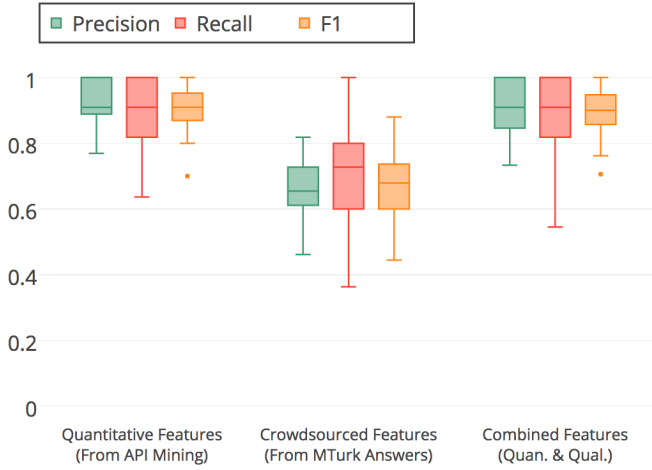 Precision Recall F1
1
0.8
0.6
0.4
0.2
0
Quantitative Features
(From API Mining)
Crowdsourced Features
(From MTurk Answers)
Combined Features
(Quan. & Qual.)